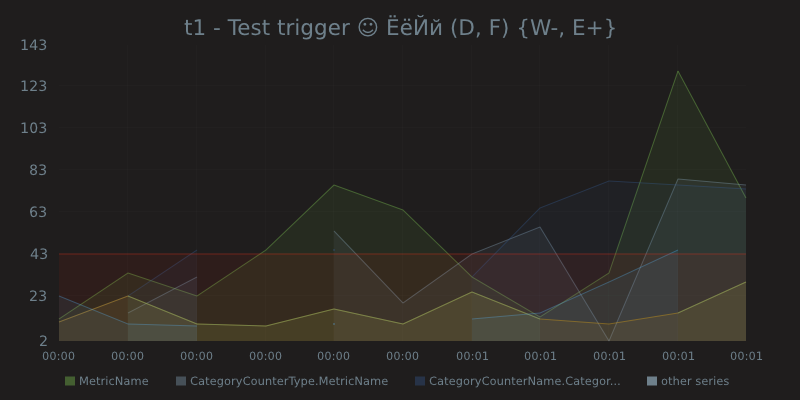 t1 - Test trigger ☺ ЁёЙй (D, F) {W-, E+}
143
123
103
83
63
43
23
2
00:00 00:00 00:00 00:00 00:00 00:00 00:01 00:01 00:01 00:01 00:01
MetricName CategoryCounterType.MetricName CategoryCounterName.Categor... other series